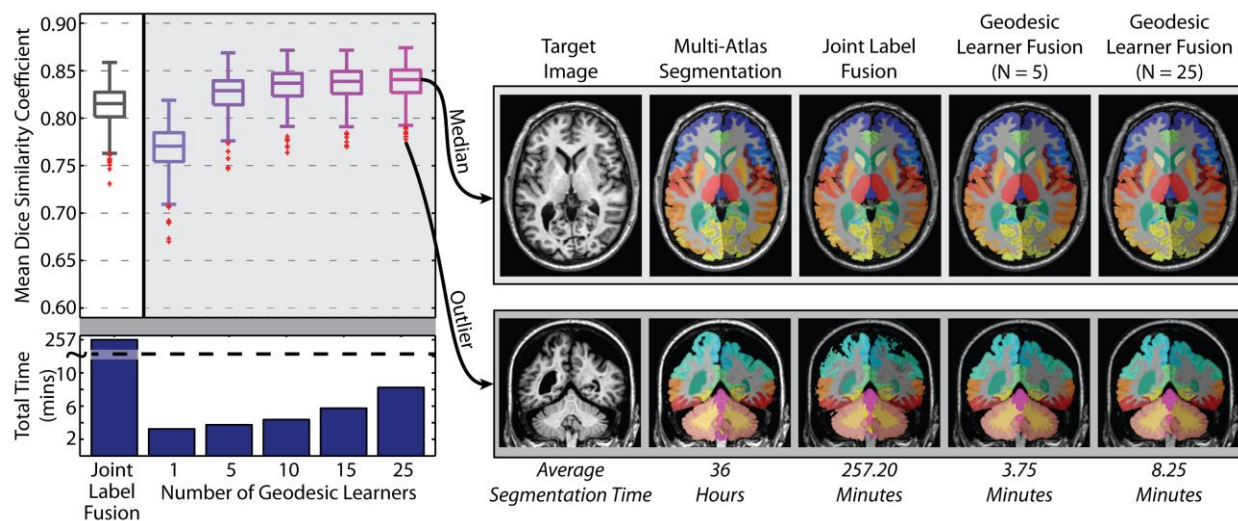 Mean Dice Similarity Coefficient
0.90
0.85
0.80
0.75
0.70
0.65
0.60
Total Time
(mins)
257
10
6
2
Joint
Label
Fusion
1
5
10
15
25
Number of Geodesic Learners
Median
Outlier
Target
Image
Multi-Atlas
Segmentation
Joint Label
Fusion
Geodesic
Learner Fusion
(N = 5)
Geodesic
Learner Fusion
(N = 25)
Average
Segmentation Time
36
Hours
257.20
Minutes
3.75
Minutes
8.25
Minutes